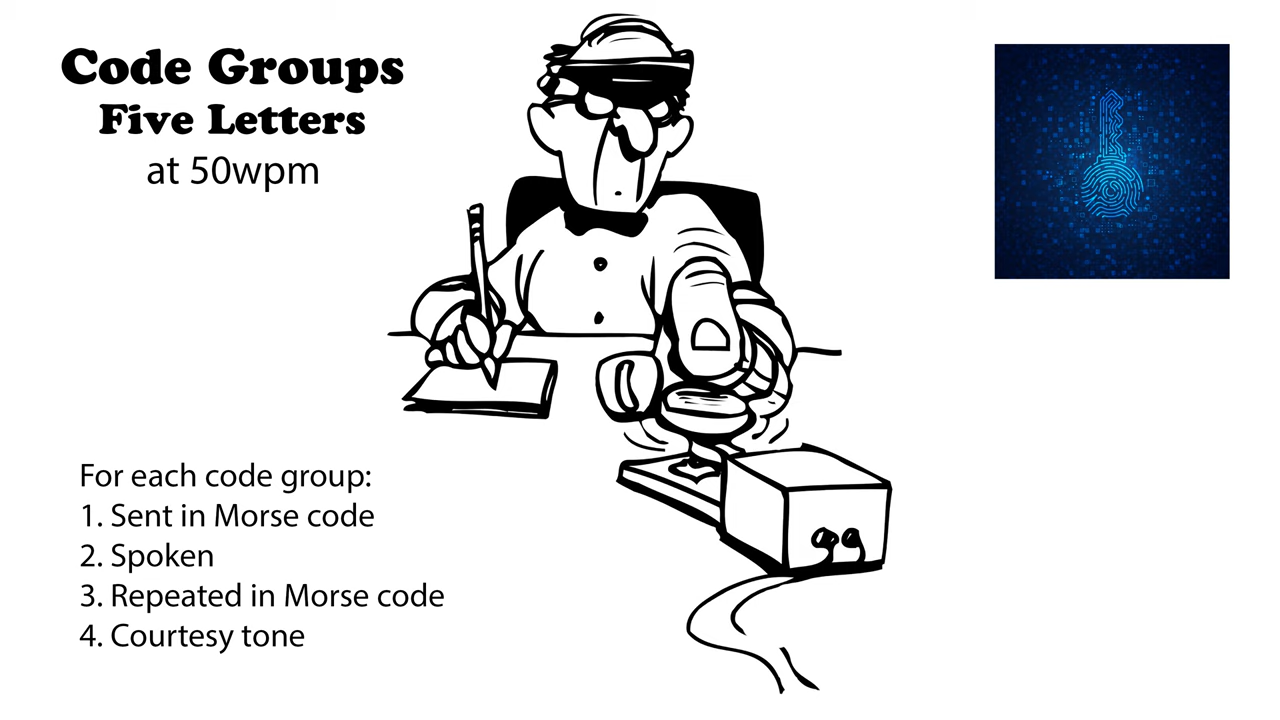 Code Groups
Five Letters
at 50wpm
For each code group:
1. Sent in Morse code
2. Spoken
3. Repeated in Morse code
4. Courtesy tone